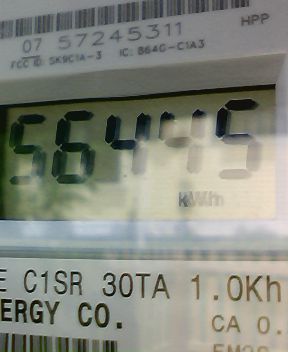 HPP
07 57245311
FCC ID: SK9C1A-3 IC: 864G-C1A3
56445
kWh
E C1SR 30TA 1.0Kh
ERGY CO.
CA 0.